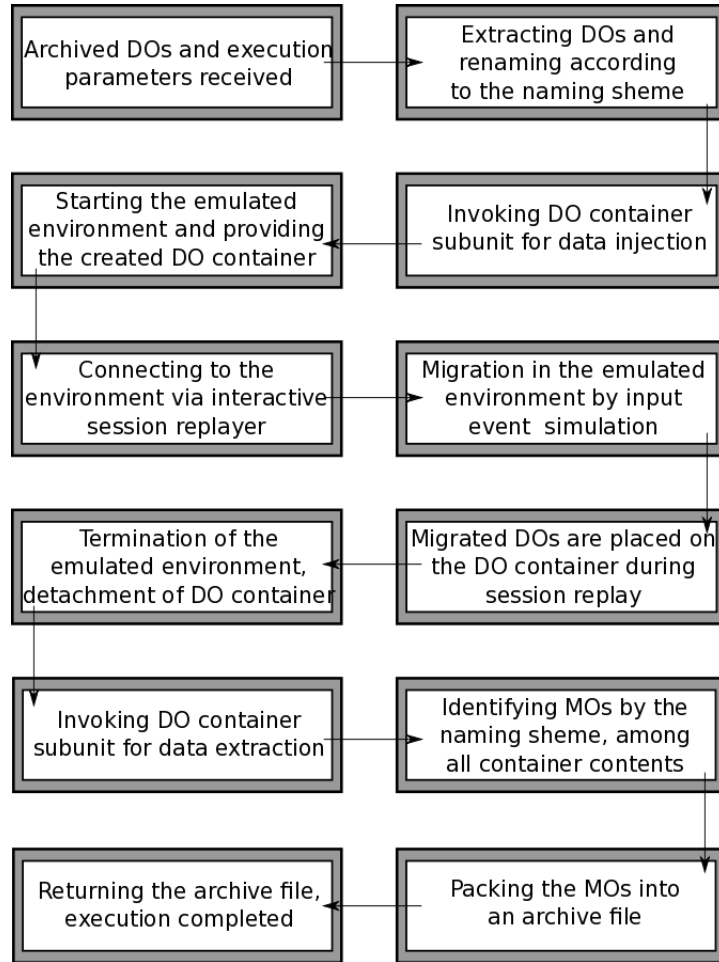 Archived DOs and execution
parameters received
Extracting DOs and
renaming according
to the naming sheme
Invoking DO container
subunit for data injection
Starting the emulated
environment and providing
the created DO container
Connecting to the
environment via interactive
session replayer
Migration in the emulated
environment by input
event simulation
Migrated DOs are placed on
the DO container during
session replay
Termination of the
emulated environment,
detachment of DO container
Invoking DO container
subunit for data extraction
Identifying MOs by the
naming sheme, among
all container contents
Packing the MOs into
an archive file
Returning the archive file,
execution completed